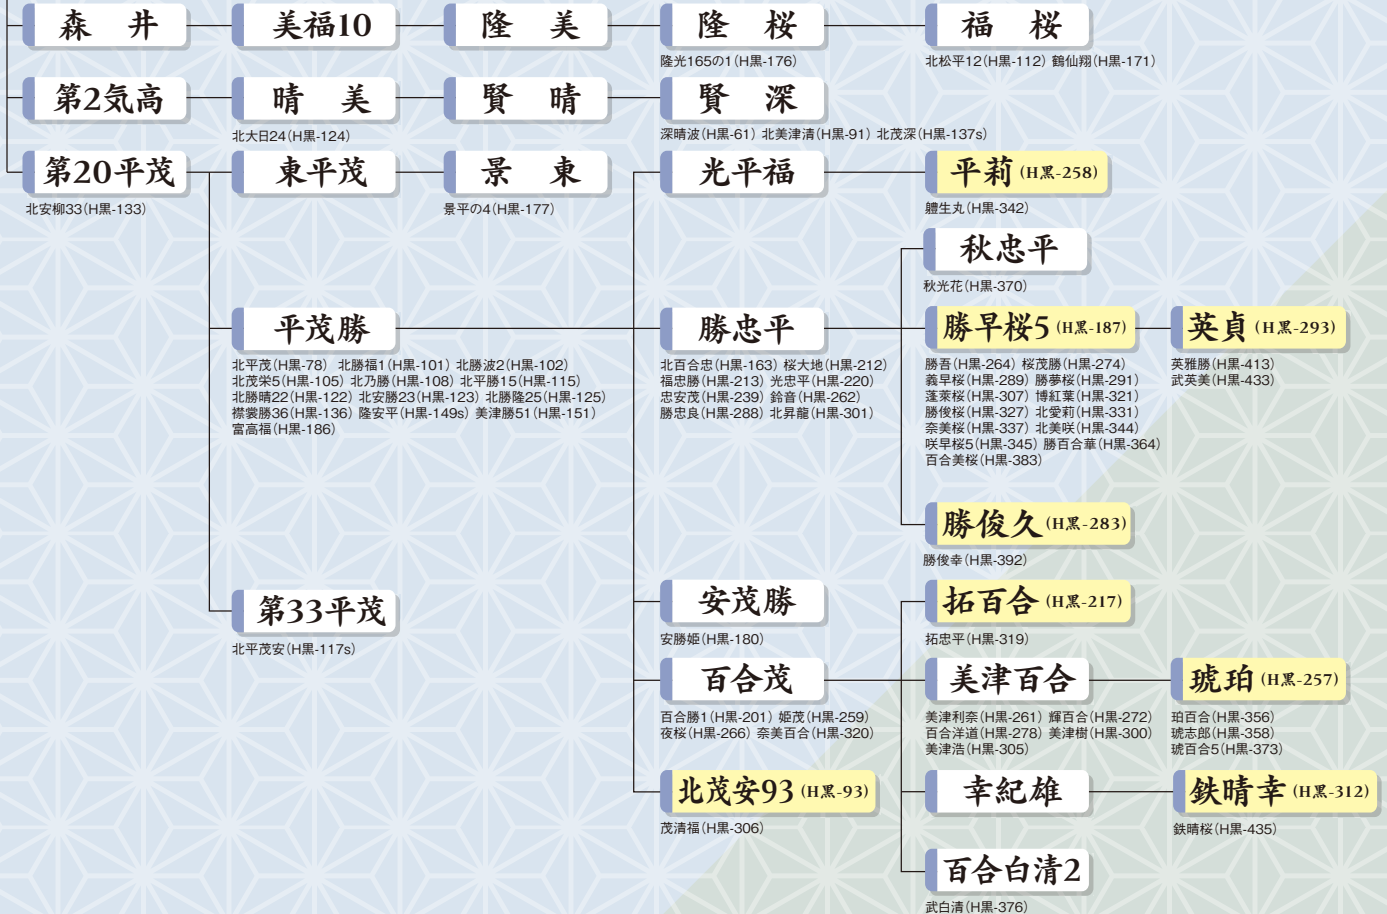 森 井
美福10
隆 美
隆 桜
隆光165の1(H黒-176)
福 桜
北松平12(H黒-112) 鶴仙翔(H黒-171)
第2気高
晴 美
北大日24(H黒-124)
賢 晴
賢 深
深晴波(H黒-61) 北美津清(H黒-91) 北茂深(H黒-137s)
第20平茂
北安柳33(H黒-133)
東平茂
景 東
景平の4(H黒-177)
光平福
平莉(H黒-258)
軆生丸(H黒-342)
秋忠平
秋光花(H黒-370)
平茂勝
北平茂(H黒-78) 北勝福1(H黒-101) 北勝波2(H黒-102)
北茂栄5(H黒-105) 北乃勝(H黒-108) 北平勝15(H黒-115)
北勝晴22(H黒-122) 北安勝23(H黒-123) 北勝隆25(H黒-125)
襟裳勝36(H黒-136) 隆安平(H黒-149s) 美津勝51(H黒-151)
富高福(H黒-186)
勝忠平
北百合忠(H黒-163) 桜大地(H黒-212)
福忠勝(H黒-213) 光忠平(H黒-220)
忠安茂(H黒-239) 鈴音(H黒-262)
勝忠良(H黒-288) 北昇龍(H黒-301)
勝早桜5(H黒-187)
勝吾(H黒-264) 桜茂勝(H黒-274)
義早桜(H黒-289) 勝夢桜(H黒-291)
蓬莱桜(H黒-307) 博紅葉(H黒-321)
勝俊桜(H黒-327) 北愛莉(H黒-331)
奈美桜(H黒-337) 北美咲(H黒-344)
咲早桜5(H黒-345) 勝百合華(H黒-364)
百合美桜(H黒-383)
英貞(H黒-293)
英雅勝(H黒-413)
武英美(H黒-433)
勝俊久(H黒-283)
勝俊幸(H黒-392)
第33平茂
北平茂安(H黒-117s)
安茂勝
安勝姫(H黒-180)
拓百合(H黒-217)
拓忠平(H黒-319)
百合茂
百合勝1(H黒-201) 姫茂(H黒-259)
夜桜(H黒-266) 奈美百合(H黒-320)
美津百合
美津利奈(H黒-261) 輝百合(H黒-272)
百合洋道(H黒-278) 美津樹(H黒-300)
美津浩(H黒-305)
琥珀(H黒-257)
珀百合(H黒-356)
琥志郎(H黒-358)
琥百合5(H黒-373)
北茂安93(H黒-93)
茂清福(H黒-306)
幸紀雄
鉄晴幸(H黒-312)
鉄晴桜(H黒-435)
百合白清2
武白清(H黒-376)